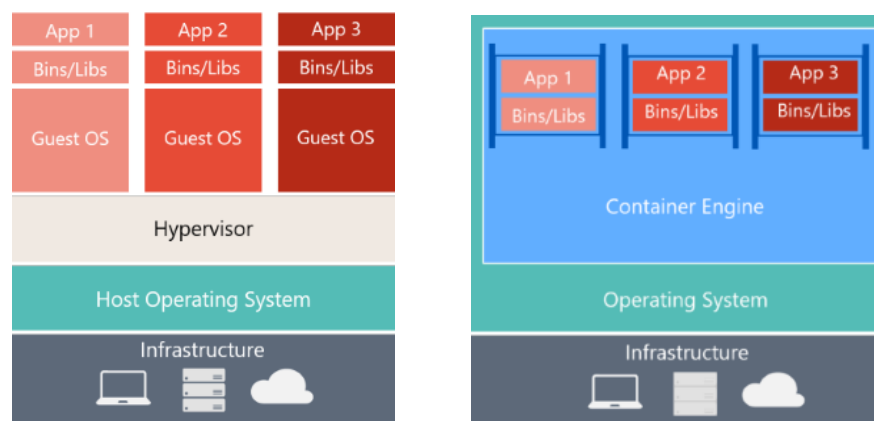 App 1 App 2 App 3
Bins/Libs Bins/Libs Bins/Libs
Guest OS Guest OS Guest OS
Hypervisor
Host Operating System
Infrastructure
App 1 App 2 App 3
Bins/Libs Bins/Libs Bins/Libs
Container Engine
Operating System
Infrastructure